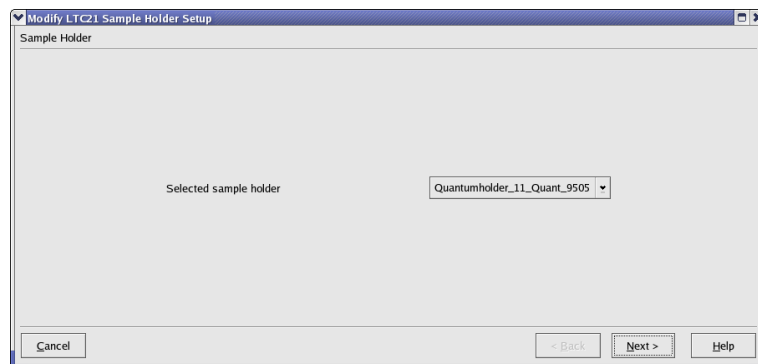 Modify LTC21 Sample Holder Setup
Sample Holder
Selected sample holder Quantumholder_11_Quant_9505
Cancel < Back Next > Help